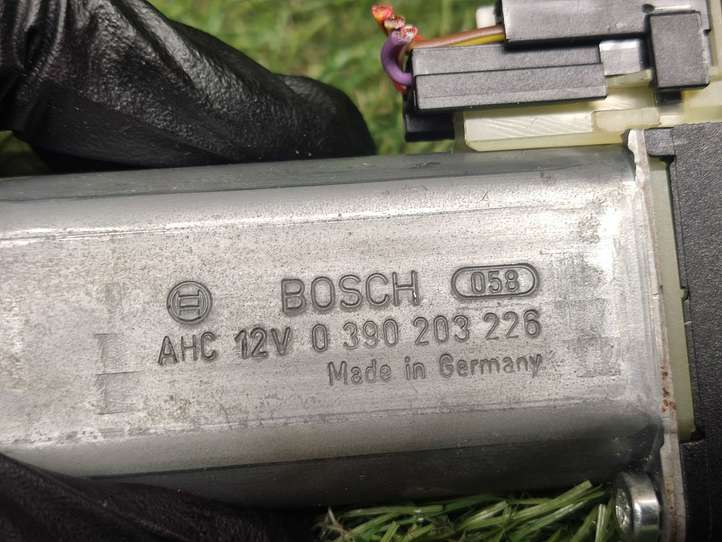 BOSCH 058
AHC 12V 0 390 203 226
Made in Germany